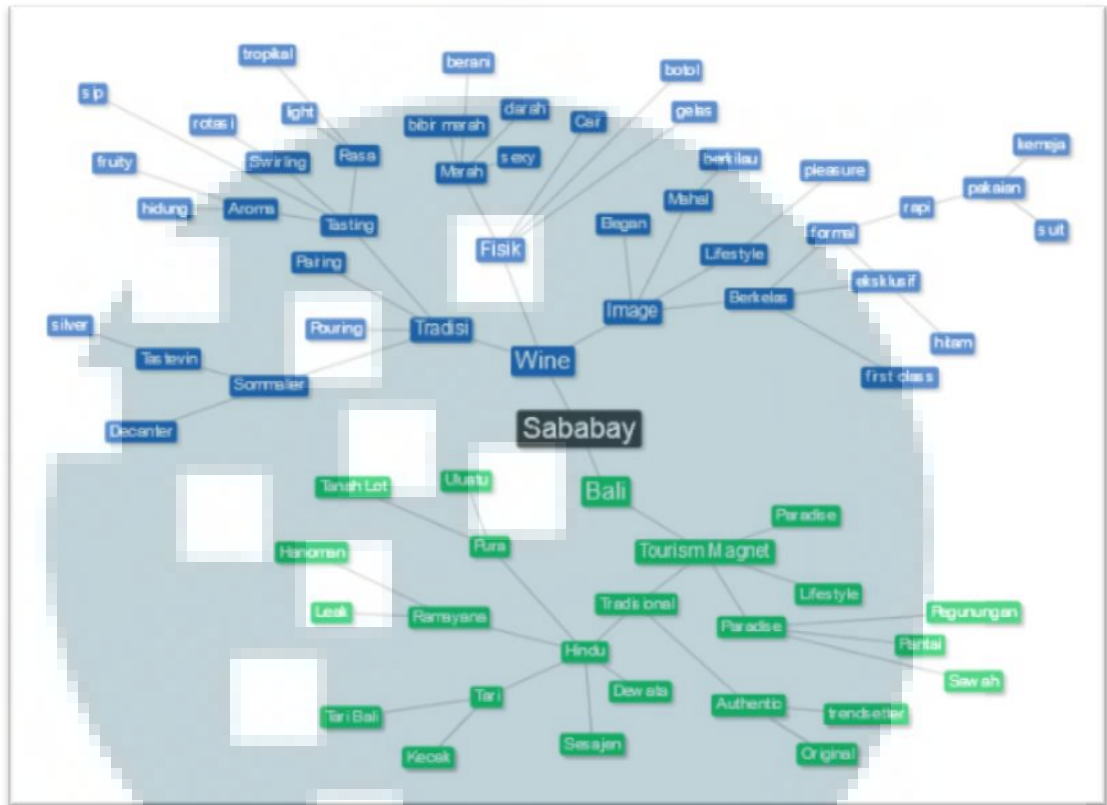 tropikal
berani
botol
sip
light
darah
gelas
rotasi
bibir merah
Cair
kemeja
fruity
Swirling
Rasa
sexy
berkilau
pleasure
Merah
pakaian
hidung
Aroma
Tasting
Mahal
rapi
Elegan
formal
suit
Pairing
Fisik
Lifestyle
eksklusif
silver
Pouring
Tradisi
Image
Berkelas
Tastevin
Wine
hitam
Sommalier
first class
Decanter
Sababay
Tanah Lot
Uluatu
Bali
Paradise
Hanoman
Pura
Tourism Magnet
Leak
Ramayana
Tradisional
Lifestyle
Pegunungan
Paradise
Pantai
Hindu
Sawah
Tari
Dewata
Authentic
Tari Bali
trendsetter
Kecak
Sesajen
Original